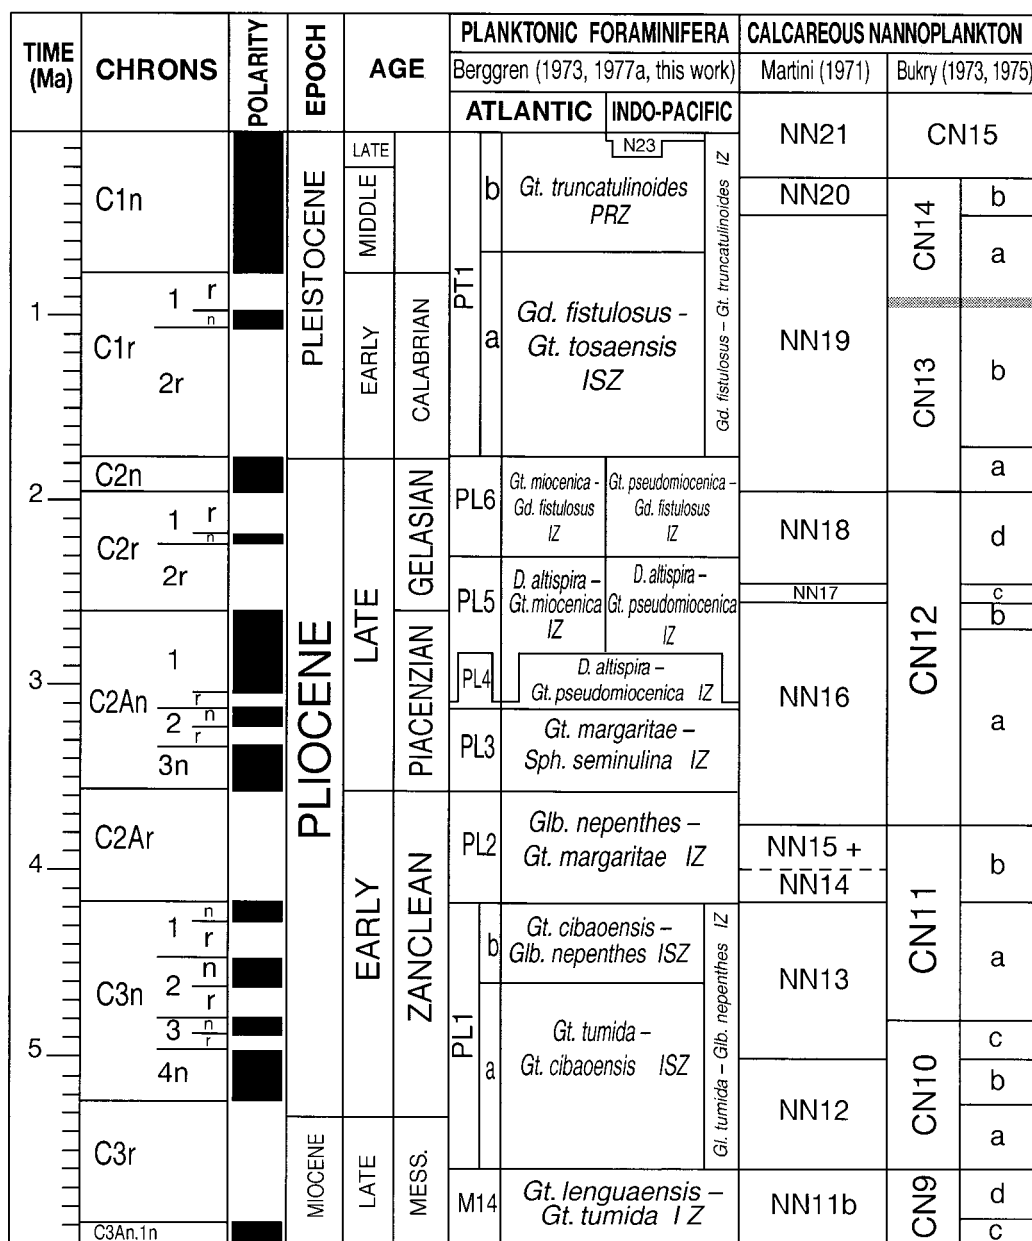 TIME
(Ma)
CHRONS
POLARITY
EPOCH
AGE
PLANKTONIC FORAMINIFERA
CALCAREOUS NANNOPLANKTON
Berggren (1973, 1977a, this work)
Martini (1971)
Bukry (1973, 1975)
ATLANTIC
INDO-PACIFIC
1
2
3
4
5
C1n
1
r
n
C1r
2r
C2n
1
r
n
C2r
2r
1
r
C2An
2
n
r
3n
C2Ar
1
n
r
2
n
r
C3n
3
n
r
4n
C3r
C3An.1n
PLEISTOCENE
PLIOCENE
MIOCENE
LATE
MIDDLE
EARLY
CALABRIAN
LATE
GELASIAN
PIACENZIAN
EARLY
ZANCLEAN
LATE
MESS.
PT1
b
a
N23
Gt. truncatulinoides
PRZ
Gd. fistulosus -
Gt. tosaensis
ISZ
Gd. fistulosus – Gt. truncatulinoides IZ
PL6
Gt. miocenica -
Gd. fistulosus
IZ
Gt. pseudomiocenica -
Gd. fistulosus
IZ
PL5
D. altispira –
Gt. miocenica
IZ
D. altispira –
Gt. pseudomiocenica
IZ
PL4
D. altispira –
Gt. pseudomiocenica IZ
PL3
Gt. margaritae –
Sph. seminulina IZ
PL2
Glb. nepenthes –
Gt. margaritae IZ
PL1
b
a
Gt. cibaoensis –
Glb. nepenthes ISZ
Gt. tumida –
Gt. cibaoensis ISZ
Gl. tumida – Glb. nepenthes IZ
M14
Gt. lenguaensis –
Gt. tumida I Z
NN21
NN20
NN19
NN18
NN17
NN16
NN15 +
NN14
NN13
NN12
NN11b
CN15
CN14
b
a
CN13
b
a
CN12
d
c
b
a
CN11
b
a
CN10
c
b
a
CN9
d
c